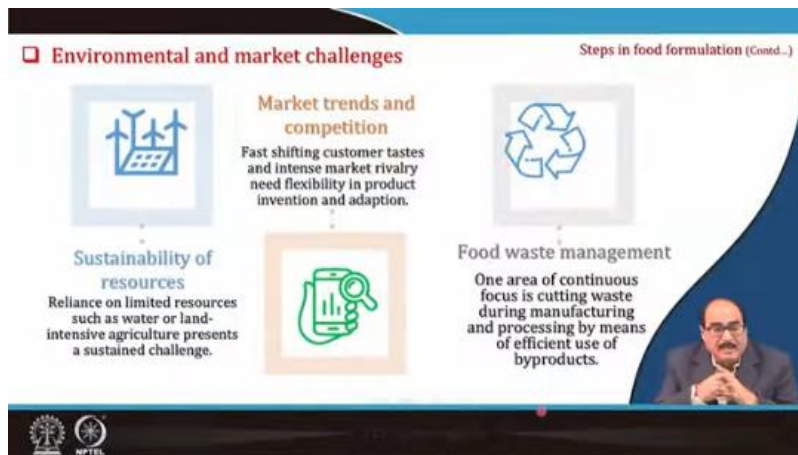 Environmental and market challenges
Steps in food formulation (Contd...)
Market trends and
competition
Fast shifting customer tastes
and intense market rivalry
need flexibility in product
invention and adaption.
Sustainability of
resources
Reliance on limited resources
such as water or land-
intensive agriculture presents
a sustained challenge.
Food waste management
One area of continuous
focus is cutting waste
during manufacturing
and processing by means
of efficient use of
byproducts.
NPTEL